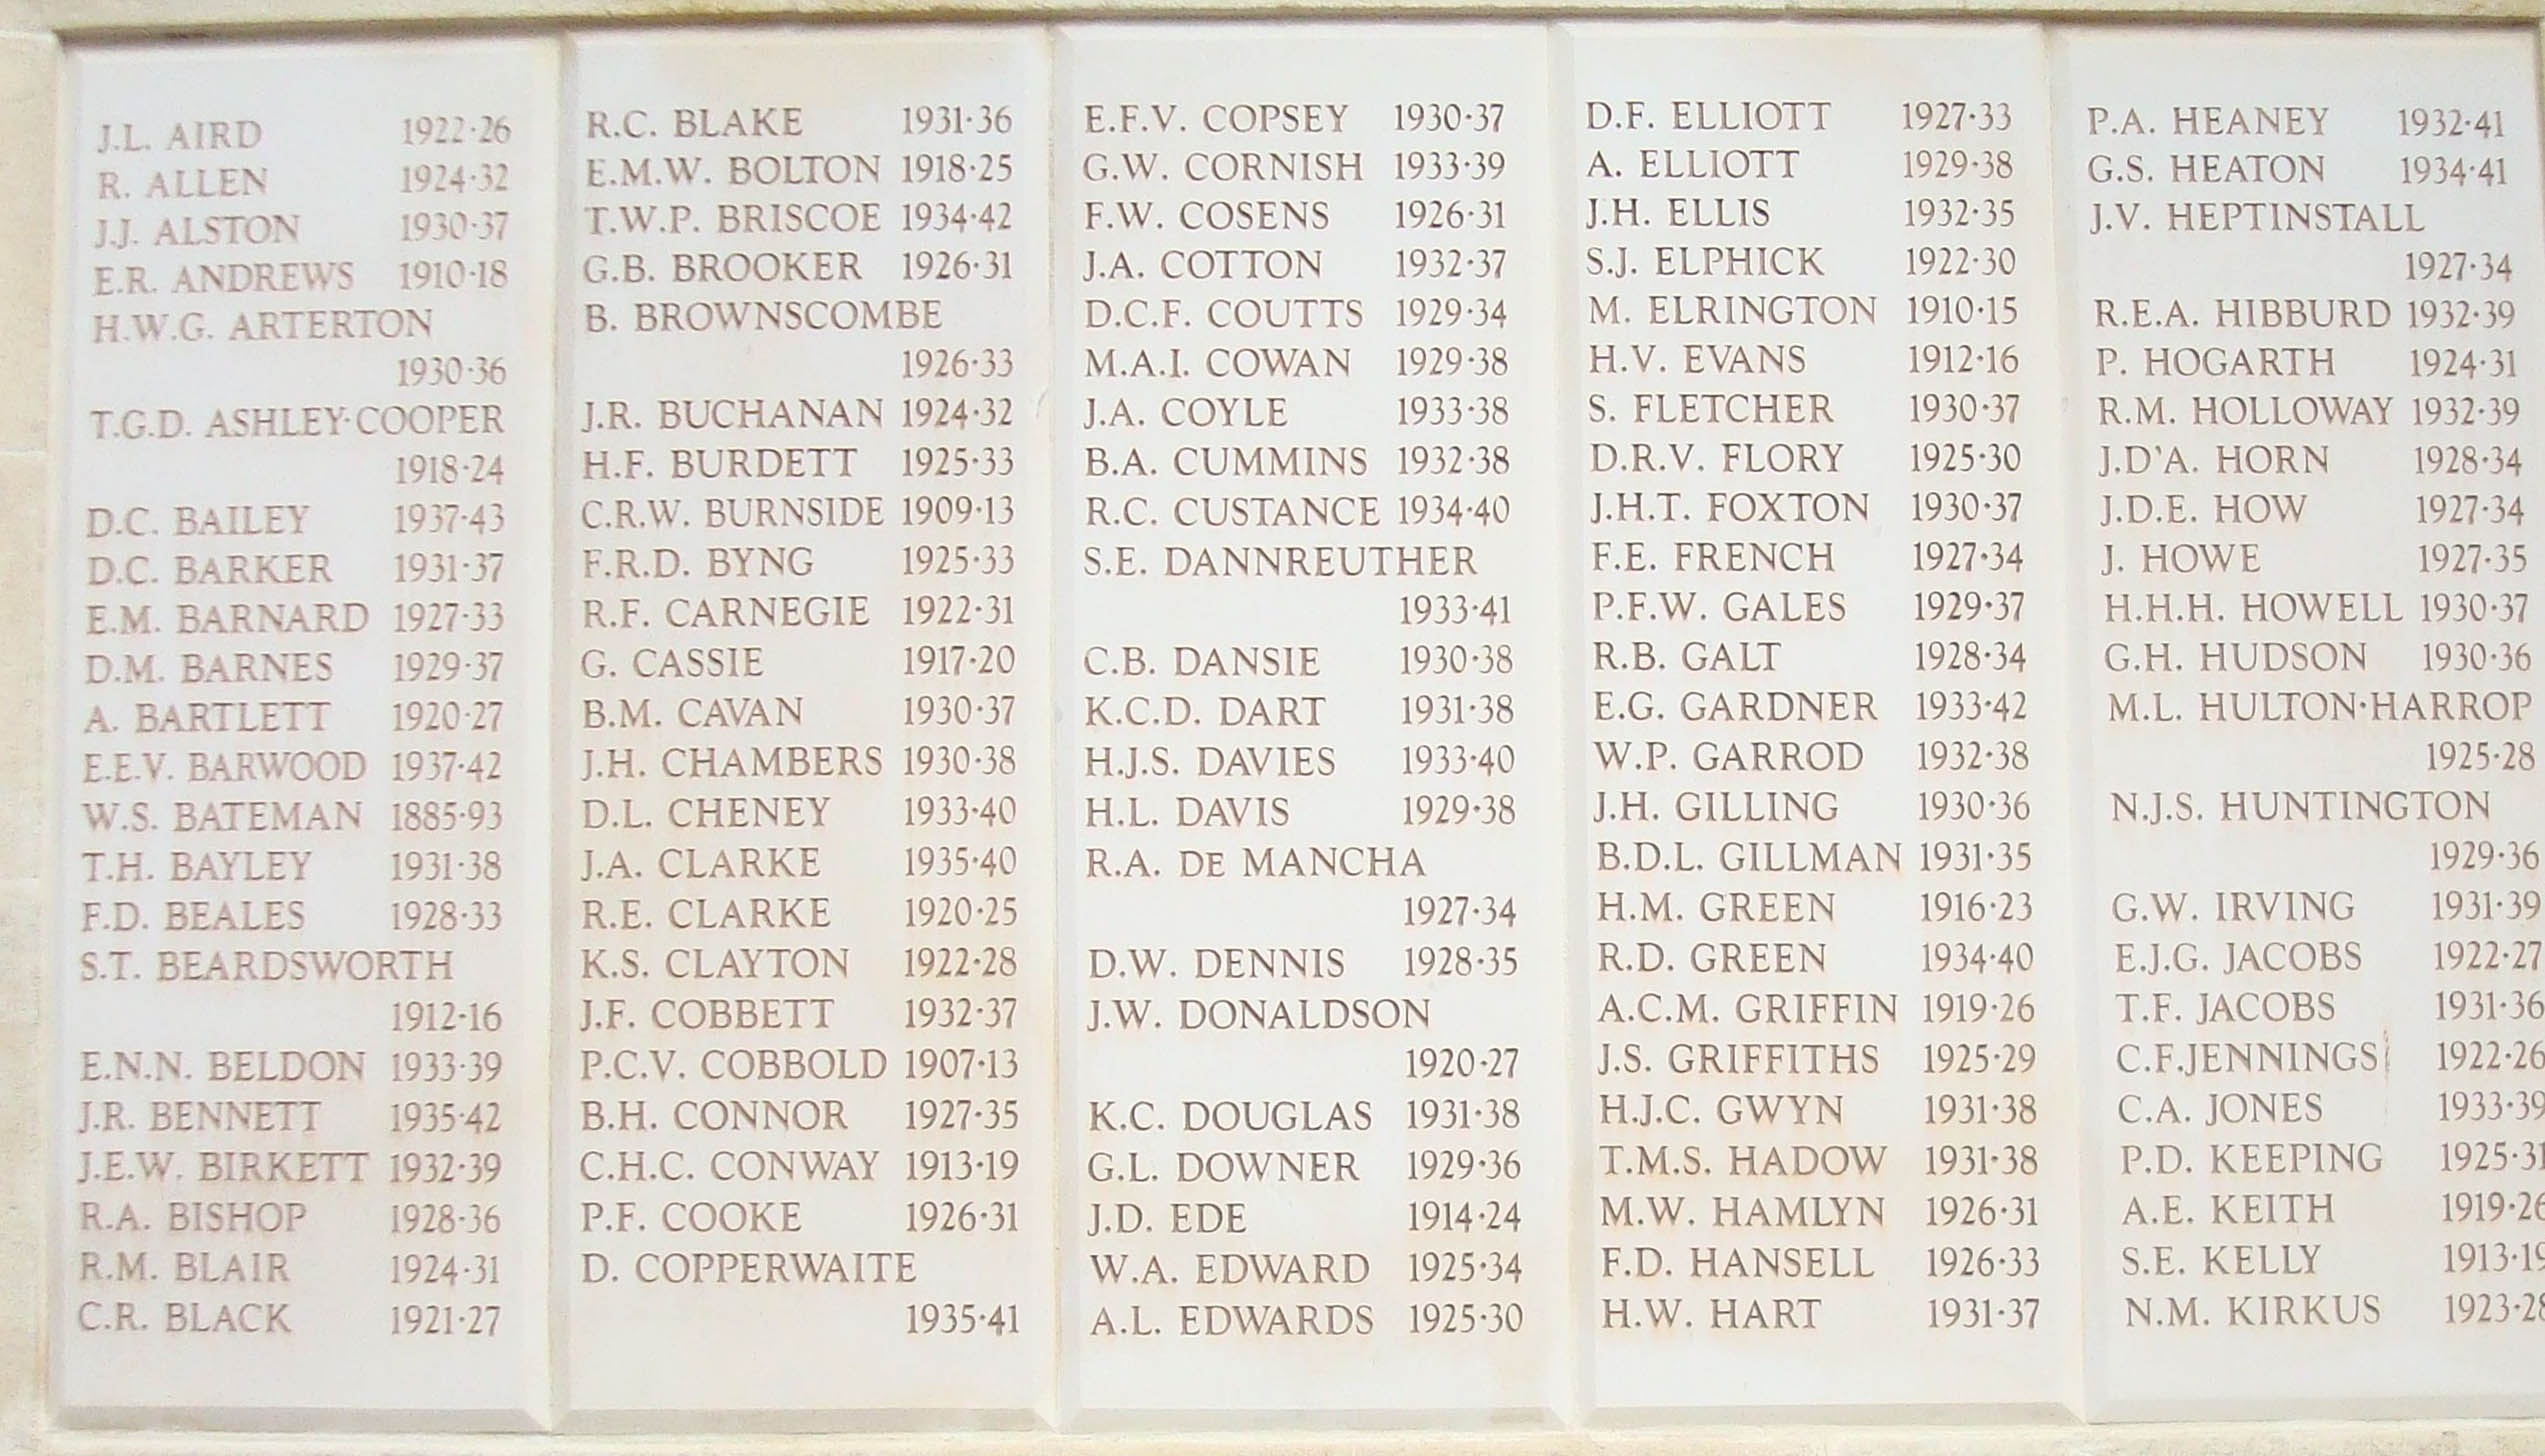 J.L. AIRD 1922·26
R. ALLEN 1924·32
J.J. ALSTON 1930·37
E.R. ANDREWS 1910·18
H.W.G. ARTERTON
1930·36
T.G.D. ASHLEY·COOPER
1918·24
D.C. BAILEY 1937·43
D.C. BARKER 1931·37
E.M. BARNARD 1927·33
D.M. BARNES 1929·37
A. BARTLETT 1920·27
E.E.V. BARWOOD 1937·42
W.S. BATEMAN 1885·93
T.H. BAYLEY 1931·38
F.D. BEALES 1928·33
S.T. BEARDSWORTH
1912·16
E.N.N. BELDON 1933·39
J.R. BENNETT 1935·42
J.E.W. BIRKETT 1932·39
R.A. BISHOP 1928·36
R.M. BLAIR 1924·31
C.R. BLACK 1921·27
R.C. BLAKE 1931·36
E.M.W. BOLTON 1918·25
T.W.P. BRISCOE 1934·42
G.B. BROOKER 1926·31
B. BROWNSCOMBE
1926·33
J.R. BUCHANAN 1924·32
H.F. BURDETT 1925·33
C.R.W. BURNSIDE 1909·13
F.R.D. BYNG 1925·33
R.F. CARNEGIE 1922·31
G. CASSIE 1917·20
B.M. CAVAN 1930·37
J.H. CHAMBERS 1930·38
D.L. CHENEY 1933·40
J.A. CLARKE 1935·40
R.E. CLARKE 1920·25
K.S. CLAYTON 1922·28
J.F. COBBETT 1932·37
P.C.V. COBBOLD 1907·13
B.H. CONNOR 1927·35
C.H.C. CONWAY 1913·19
P.F. COOKE 1926·31
D. COPPERWAITE
1935·41
E.F.V. COPSEY 1930·37
G.W. CORNISH 1933·39
F.W. COSENS 1926·31
J.A. COTTON 1932·37
D.C.F. COUTTS 1929·34
M.A.I. COWAN 1929·38
J.A. COYLE 1933·38
B.A. CUMMINS 1932·38
R.C. CUSTANCE 1934·40
S.E. DANNREUTHER
1933·41
C.B. DANSIE 1930·38
K.C.D. DART 1931·38
H.J.S. DAVIES 1933·40
H.L. DAVIS 1929·38
R.A. DE MANCHA
1927·34
D.W. DENNIS 1928·35
J.W. DONALDSON
1920·27
K.C. DOUGLAS 1931·38
G.L. DOWNER 1929·36
J.D. EDE 1914·24
W.A. EDWARD 1925·34
A.L. EDWARDS 1925·30
D.F. ELLIOTT 1927·33
A. ELLIOTT 1929·38
J.H. ELLIS 1932·35
S.J. ELPHICK 1922·30
M. ELRINGTON 1910·15
H.V. EVANS 1912·16
S. FLETCHER 1930·37
D.R.V. FLORY 1925·30
J.H.T. FOXTON 1930·37
F.E. FRENCH 1927·34
P.F.W. GALES 1929·37
R.B. GALT 1928·34
E.G. GARDNER 1933·42
W.P. GARROD 1932·38
J.H. GILLING 1930·36
B.D.L. GILLMAN 1931·35
H.M. GREEN 1916·23
R.D. GREEN 1934·40
A.C.M. GRIFFIN 1919·26
J.S. GRIFFITHS 1925·29
H.J.C. GWYN 1931·38
T.M.S. HADOW 1931·38
M.W. HAMLYN 1926·31
F.D. HANSELL 1926·33
H.W. HART 1931·37
P.A. HEANEY 1932·41
G.S. HEATON 1934·41
J.V. HEPTINSTALL
1927·34
R.E.A. HIBBURD 1932·39
P. HOGARTH 1924·31
R.M. HOLLOWAY 1932·39
J.D'A. HORN 1928·34
J.D.E. HOW 1927·34
J. HOWE 1927·35
H.H.H. HOWELL 1930·37
G.H. HUDSON 1930·36
M.L. HULTON·HARROP
1925·28
N.J.S. HUNTINGTON
1929·36
G.W. IRVING 1931·39
E.J.G. JACOBS 1922·27
T.F. JACOBS 1931·36
C.F.JENNINGS 1922·26
C.A. JONES 1933·39
P.D. KEEPING 1925·31
A.E. KEITH 1919·26
S.E. KELLY 1913·19
N.M. KIRKUS 1923·28